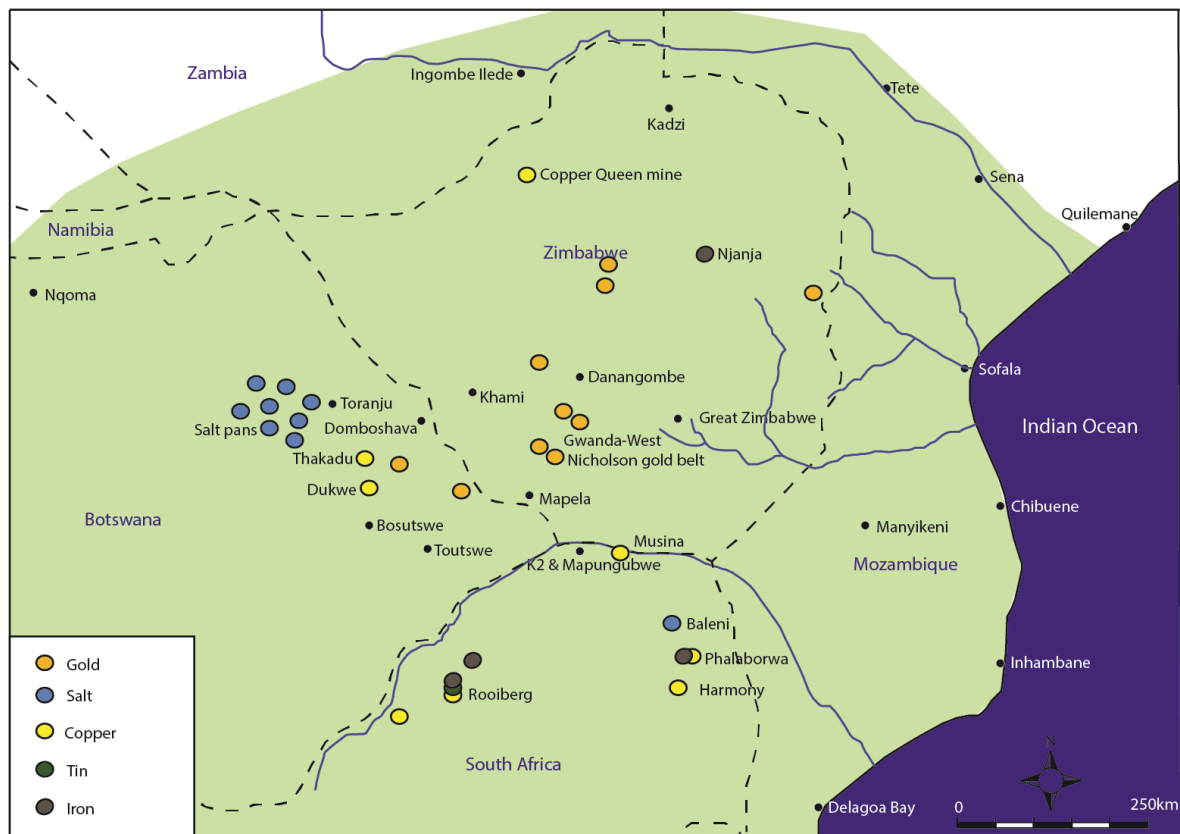 Zambia
Ingombe Ilede
Tete
Kadzi
Copper Queen mine
Sena
Quilemane
Namibia
Zimbabwe
Njanja
Nqoma
Sofala
Danangombe
Khami
Toranju
Domboshava
Great Zimbabwe
Indian Ocean
Salt pans
Gwanda-West
Nicholson gold belt
Thakadu
Dukwe
Mapela
Chibuene
Botswana
Bosutswe
Manyikeni
Toutswe
Musina
K2 & Mapungubwe
Mozambique
Baleni
Phalaborwa
Inhambane
Rooiberg
Harmony
South Africa
Delagoa Bay
Gold
Salt
Copper
Tin
Iron
N
0 250km